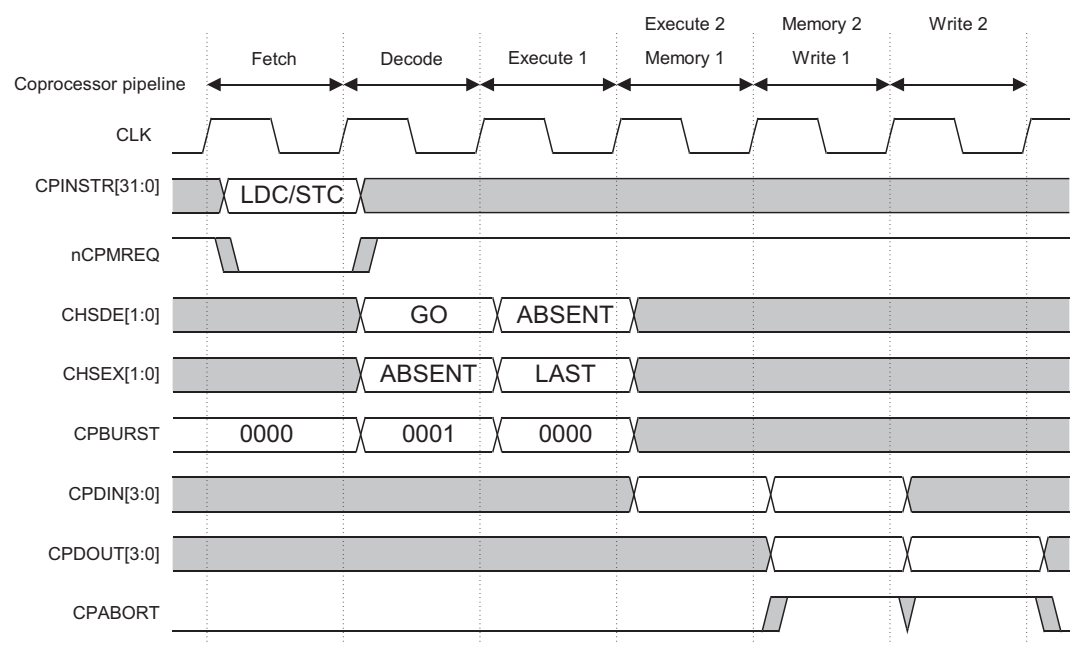 Execute 2 Memory 2 Write 2
Fetch Decode Execute 1 Memory 1 Write 1
Coprocessor pipeline
CLK
CPINSTR[31:0] LDC/STC
nCPMREQ
CHSDE[1:0] GO ABSENT
CHSEX[1:0] ABSENT LAST
CPBURST 0000 0001 0000
CPDIN[3:0]
CPDOUT[3:0]
CPABORT